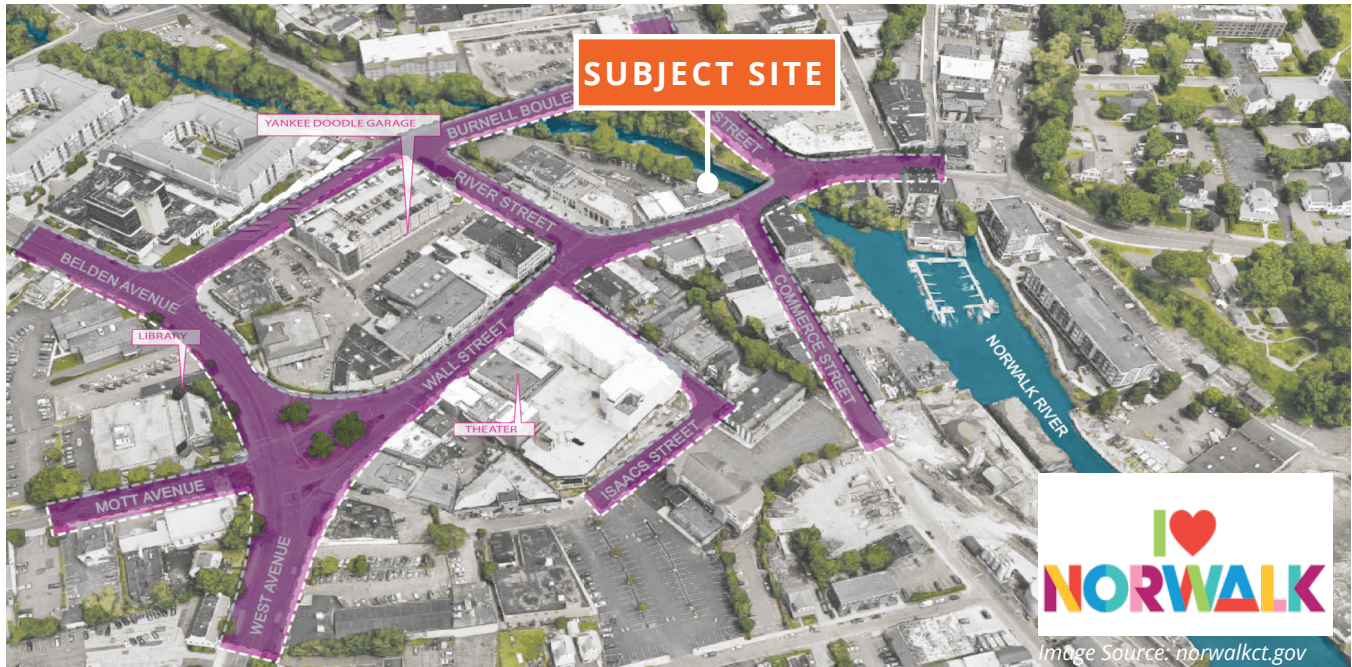 SUBJECT SITE
YANKEE DOODLE GARAGE
BURNELL BOULEV
STREET
RIVER STREET
BELDEN AVENUE
LIBRARY
WALL STREET
COMMERCE STREET
NORWALK RIVER
THEATER
ISAACS STREET
MOTT AVENUE
WEST AVENUE
I
NORWALK
Image Source: norwalkct.gov